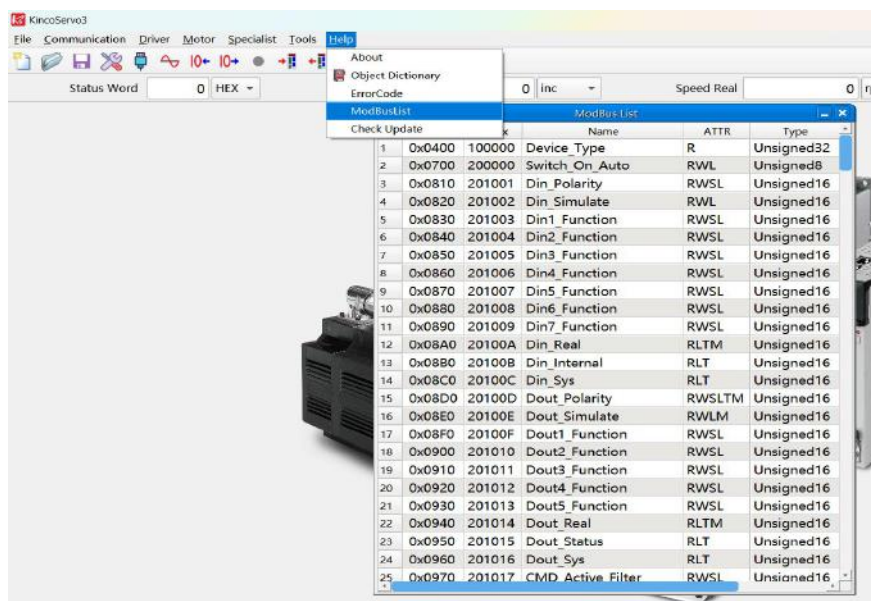 KincoServo3
File Communication Driver Motor Specialist Tools Help
About
Object Dictionary
ErrorCode
ModBusList
Check Update
Status Word 0 HEX 0 inc Speed Real 0
ModBus List
Name ATTR Type
1 0x0400 100000 Device_Type R Unsigned32
2 0x0700 200000 Switch_On_Auto RWL Unsigned8
3 0x0810 201001 Din_Polarity RWSL Unsigned16
4 0x0820 201002 Din_Simulate RWL Unsigned16
5 0x0830 201003 Din1_Function RWSL Unsigned16
6 0x0840 201004 Din2_Function RWSL Unsigned16
7 0x0850 201005 Din3_Function RWSL Unsigned16
8 0x0860 201006 Din4_Function RWSL Unsigned16
9 0x0870 201007 Din5_Function RWSL Unsigned16
10 0x0880 201008 Din6_Function RWSL Unsigned16
11 0x0890 201009 Din7_Function RWSL Unsigned16
12 0x08A0 20100A Din_Real RLTM Unsigned16
13 0x08B0 20100B Din_Internal RLT Unsigned16
14 0x08C0 20100C Din_Sys RLT Unsigned16
15 0x08D0 20100D Dout_Polarity RWSLTM Unsigned16
16 0x08E0 20100E Dout_Simulate RWLM Unsigned16
17 0x08F0 20100F Dout1_Function RWSL Unsigned16
18 0x0900 201010 Dout2_Function RWSL Unsigned16
19 0x0910 201011 Dout3_Function RWSL Unsigned16
20 0x0920 201012 Dout4_Function RWSL Unsigned16
21 0x0930 201013 Dout5_Function RWSL Unsigned16
22 0x0940 201014 Dout_Real RLTM Unsigned16
23 0x0950 201015 Dout_Status RLT Unsigned16
24 0x0960 201016 Dout_Sys RLT Unsigned16
25 0x0970 201017 CMD_Active_Filter RWSL Unsigned16